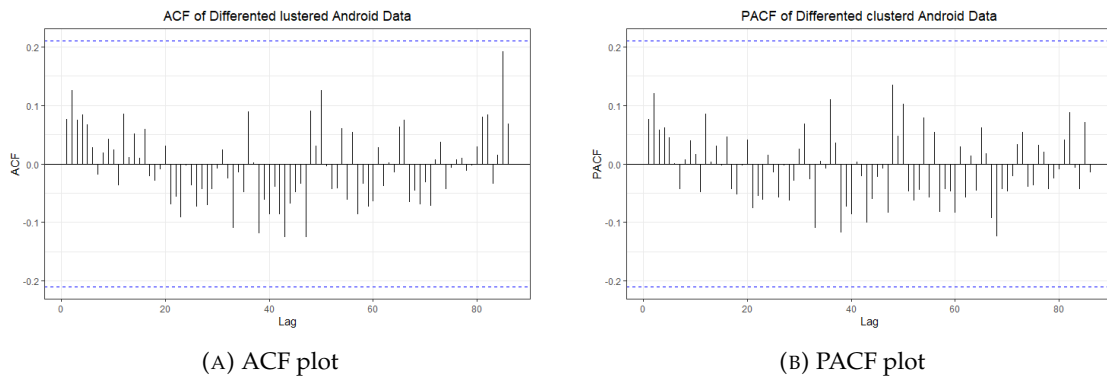 ACF of Differented lustered Android Data
0.2
0.1
0.0
-0.1
-0.2
ACF
0
20
40
60
80
Lag
(A) ACF plot
PACF of Differented clusterd Android Data
0.2
0.1
0.0
-0.1
-0.2
PACF
0
20
40
60
80
Lag
(B) PACF plot